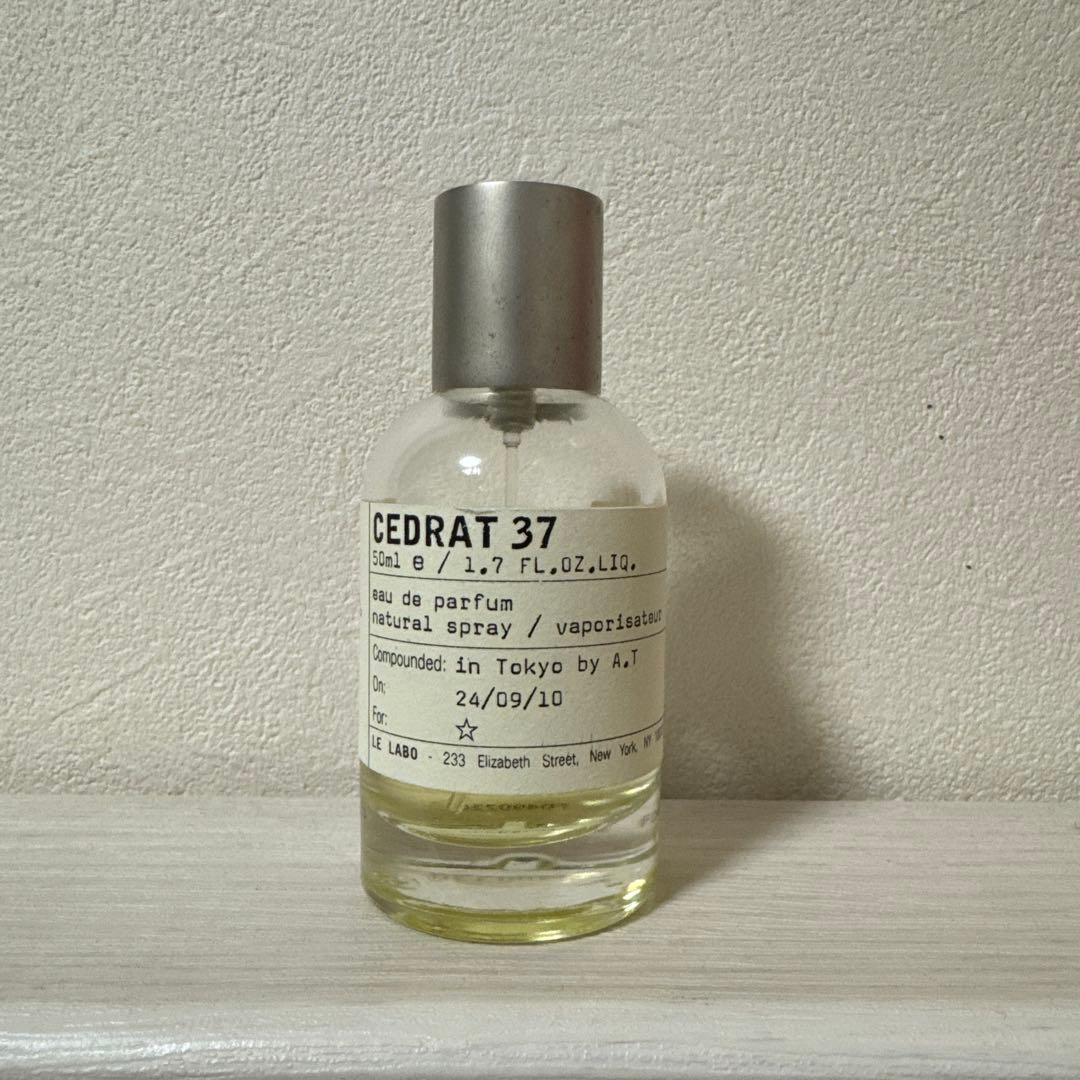 CEDRAT 37
50ml e / 1.7 FL.OZ.LIQ.
eau de parfum
natural spray / vaporisateur
Compounded: in Tokyo by A.T
On: 24/09/10
For: ☆
LE LABO - 233 Elizabeth Street, New York, NY